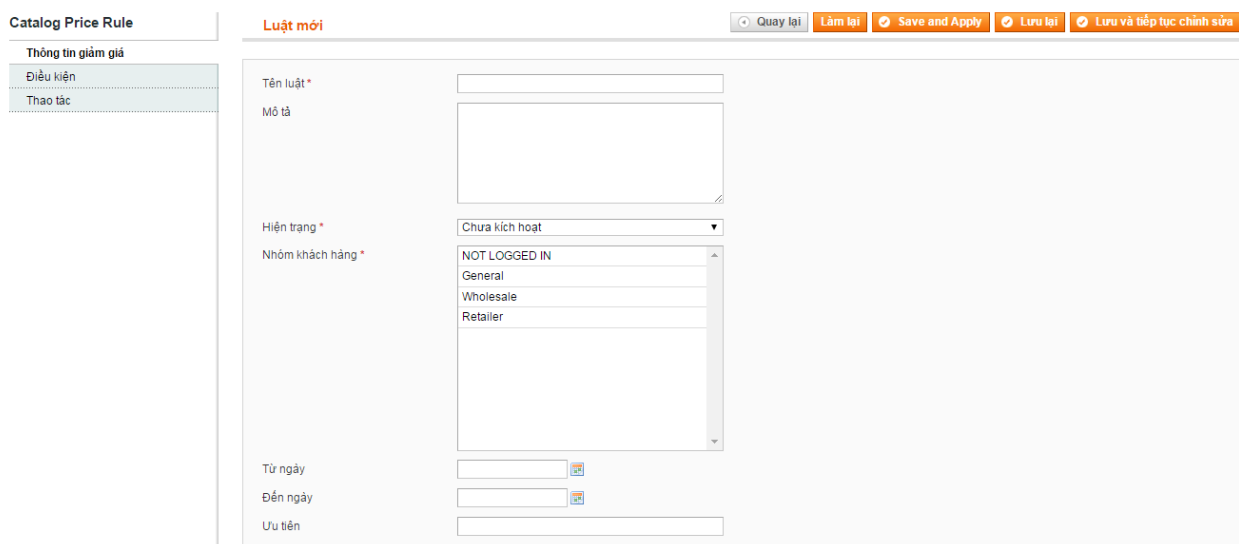 Catalog Price Rule
Thông tin giảm giá
Điều kiện
Thao tác
Luật mới
Quay lại
Làm lại
Save and Apply
Lưu lại
Lưu và tiếp tục chỉnh sửa
Tên luật *
Mô tả
Hiện trạng *
Chưa kích hoạt
Nhóm khách hàng *
NOT LOGGED IN
General
Wholesale
Retailer
Từ ngày
Đến ngày
Ưu tiên